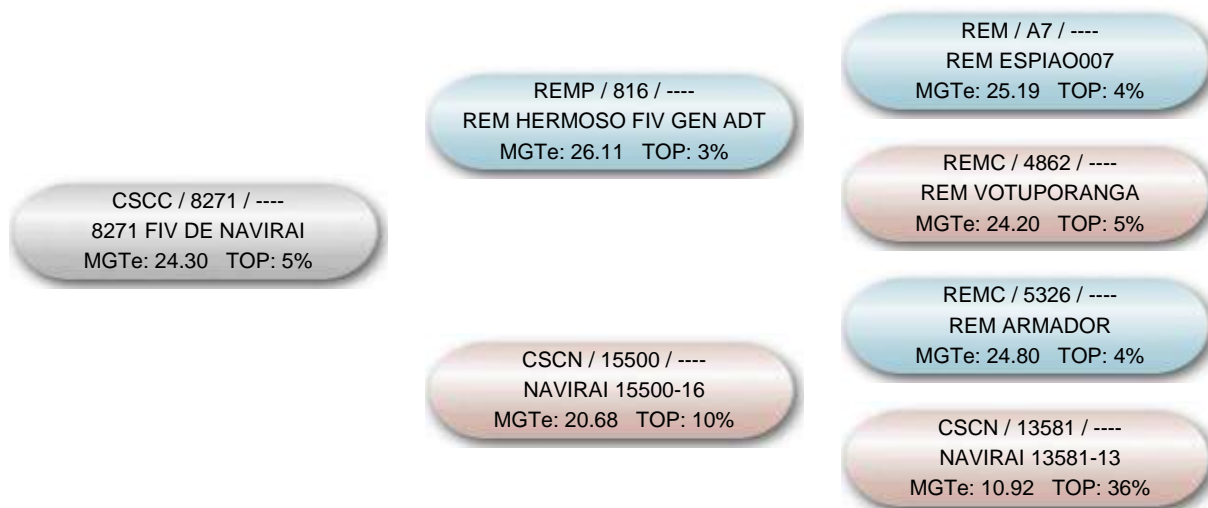 REM / A7 / ----
REM ESPIAO007
MGTe: 25.19 TOP: 4%
REMP / 816 / ----
REM HERMOSO FIV GEN ADT
MGTe: 26.11 TOP: 3%
REMC / 4862 / ----
REM VOTUPORANGA
MGTe: 24.20 TOP: 5%
CSCC / 8271 / ----
8271 FIV DE NAVIRAI
MGTe: 24.30 TOP: 5%
REMC / 5326 / ----
REM ARMADOR
MGTe: 24.80 TOP: 4%
CSCN / 15500 / ----
NAVIRAI 15500-16
MGTe: 20.68 TOP: 10%
CSCN / 13581 / ----
NAVIRAI 13581-13
MGTe: 10.92 TOP: 36%